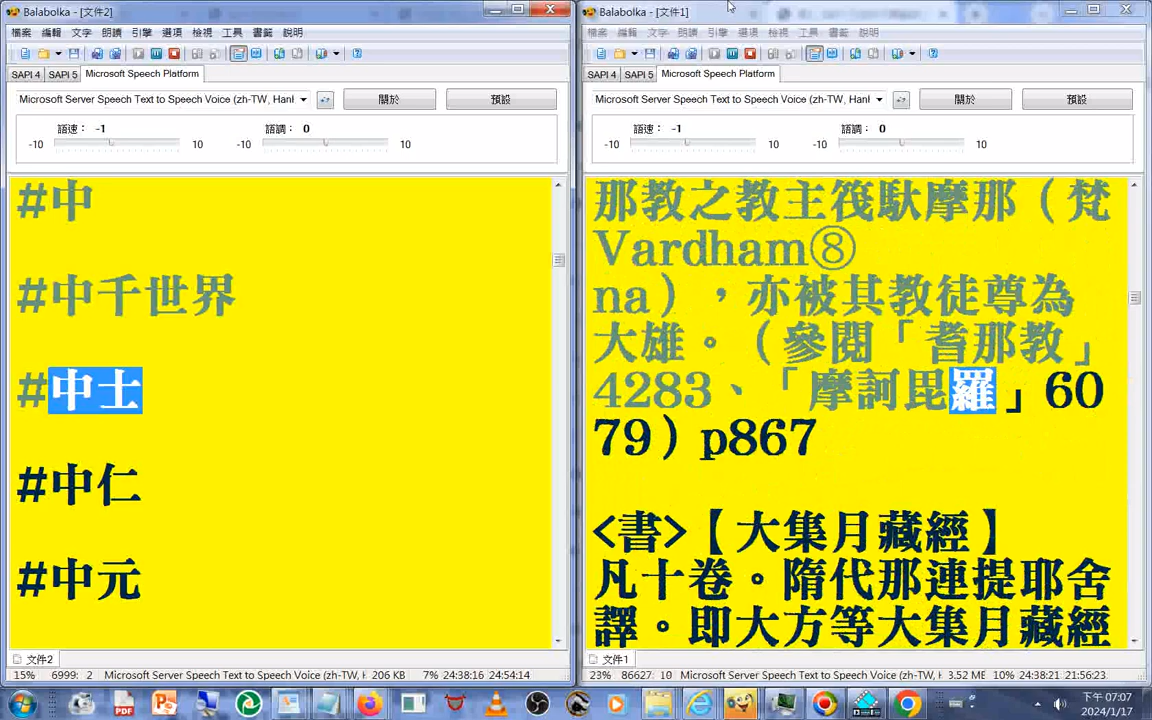 Balabolka - [文件2]
檔案 編輯 文字 朗讀 引擎 選項 檢視 工具 書籤 說明
SAPI 4 SAPI 5 Microsoft Speech Platform
Microsoft Server Speech Text to Speech Voice (zh-TW, Hanl
關於
預設
語速： -1
語調： 0
-10 10 -10 10
#中
#中千世界
#中士
#中仁
#中元
文件2
15% 6999: 2 Microsoft Server Speech Text to Speech Voice (zh-TW, H 206 KB 7% 24:38:16 24:54:14
Balabolka - [文件1]
檔案 編輯 文字 朗讀 引擎 選項 檢視 工具 書籤 說明
SAPI 4 SAPI 5 Microsoft Speech Platform
Microsoft Server Speech Text to Speech Voice (zh-TW, Hanl
關於
預設
語速： -1
語調： 0
-10 10 -10 10
那教之教主筏馱摩那（梵
Vardham⑧
na），亦被其教徒尊為
大雄。（參閱「耆那教」
4283、「摩訶毘羅」60
79）p867
<書>【大集月藏經】
凡十卷。隋代那連提耶舍
譯。即大方等大集月藏經
文件1
23% 86627: 10 Microsoft Server Speech Text to Speech Voice (zh-TW, H 3.52 ME 10% 24:38:21 21:56:23
下午 07:07
2024/1/17